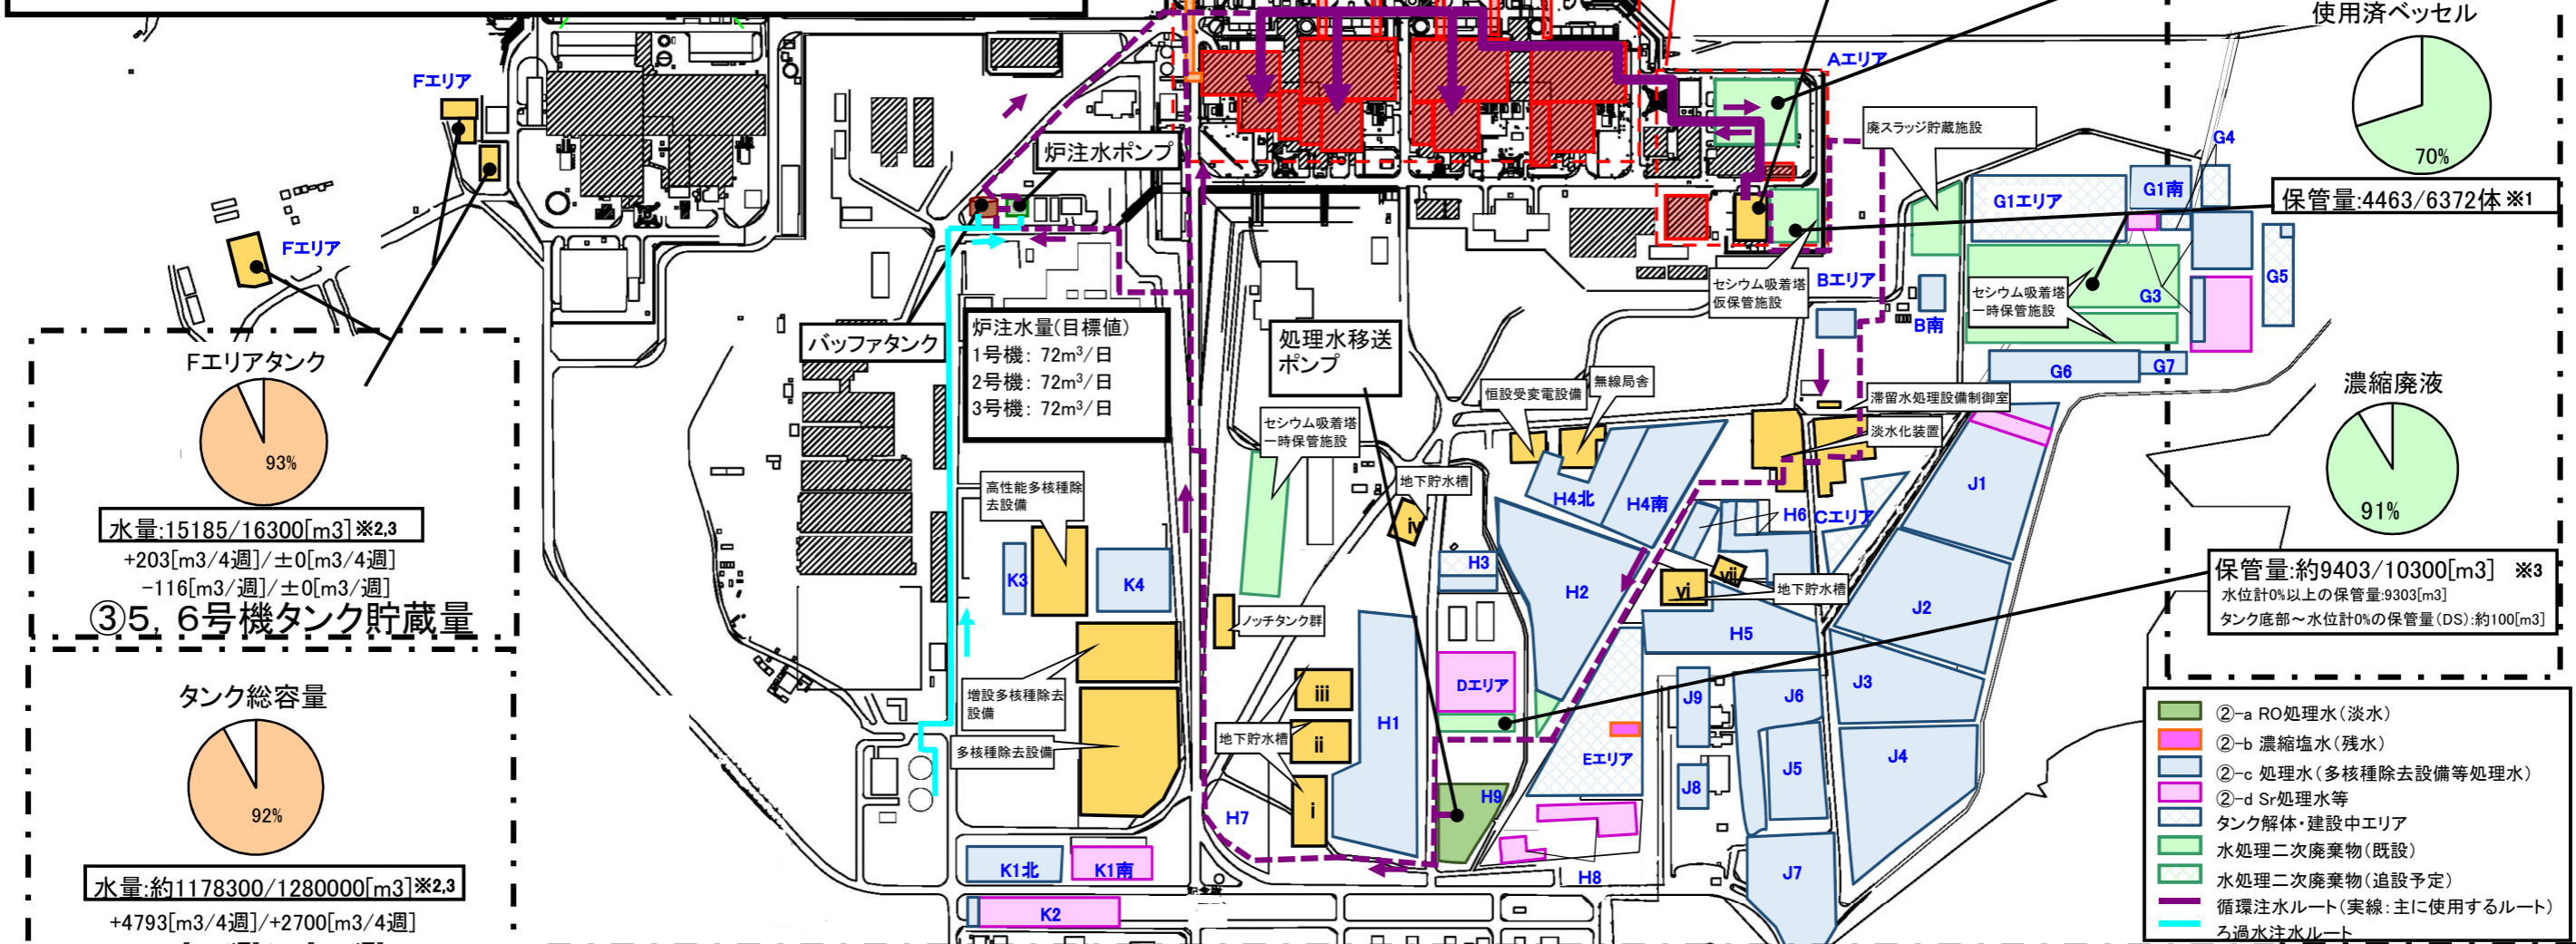 使用済ベッセル
70%
保管量:4463/6372体 ※1
Fエリア
Fエリア
Aエリア
廃スラッジ貯蔵施設
G4
G1エリア
G1南
炉注水ポンプ
セシウム吸着塔
仮保管施設
Bエリア
B南
セシウム吸着塔
一時保管施設
G3
G5
G6
G7
Fエリアタンク
93%
水量:15185/16300[m3]※2,3
+203[m3/4週]/±0[m3/4週]
-116[m3/週]/±0[m3/週]
③5, 6号機タンク貯蔵量
バッファタンク
炉注水量(目標値)
1号機: 72m³/日
2号機: 72m³/日
3号機: 72m³/日
処理水移送
ポンプ
恒設受変電設備
無線局舎
滞留水処理設備制御室
淡水化装置
セシウム吸着塔
一時保管施設
濃縮廃液
91%
保管量:約9403/10300[m3] ※3
水位計0%以上の保管量:9303[m3]
タンク底部～水位計0%の保管量(DS):約100[m3]
高性能多核種除
去設備
K3
K4
地下貯水槽
iv
H4北
H4南
H6
Cエリア
J1
H3
H2
vi
vii
地下貯水槽
J2
ノッチタンク群
H5
増設多核種除去
設備
多核種除去設備
iii
ii
i
地下貯水槽
H1
Dエリア
Eエリア
J9
J6
J3
J5
J4
J8
H9
H7
H8
J7
K1北
K1南
K2
タンク総容量
92%
水量:約1178300/1280000[m3]※2,3
+4793[m3/4週]/+2700[m3/4週]
②-a RO処理水(淡水)
②-b 濃縮塩水(残水)
②-c 処理水(多核種除去設備等処理水)
②-d Sr処理水等
タンク解体・建設中エリア
水処理二次廃棄物(既設)
水処理二次廃棄物(追設予定)
循環注水ルート(実線:主に使用するルート)
ろ過水注水ルート